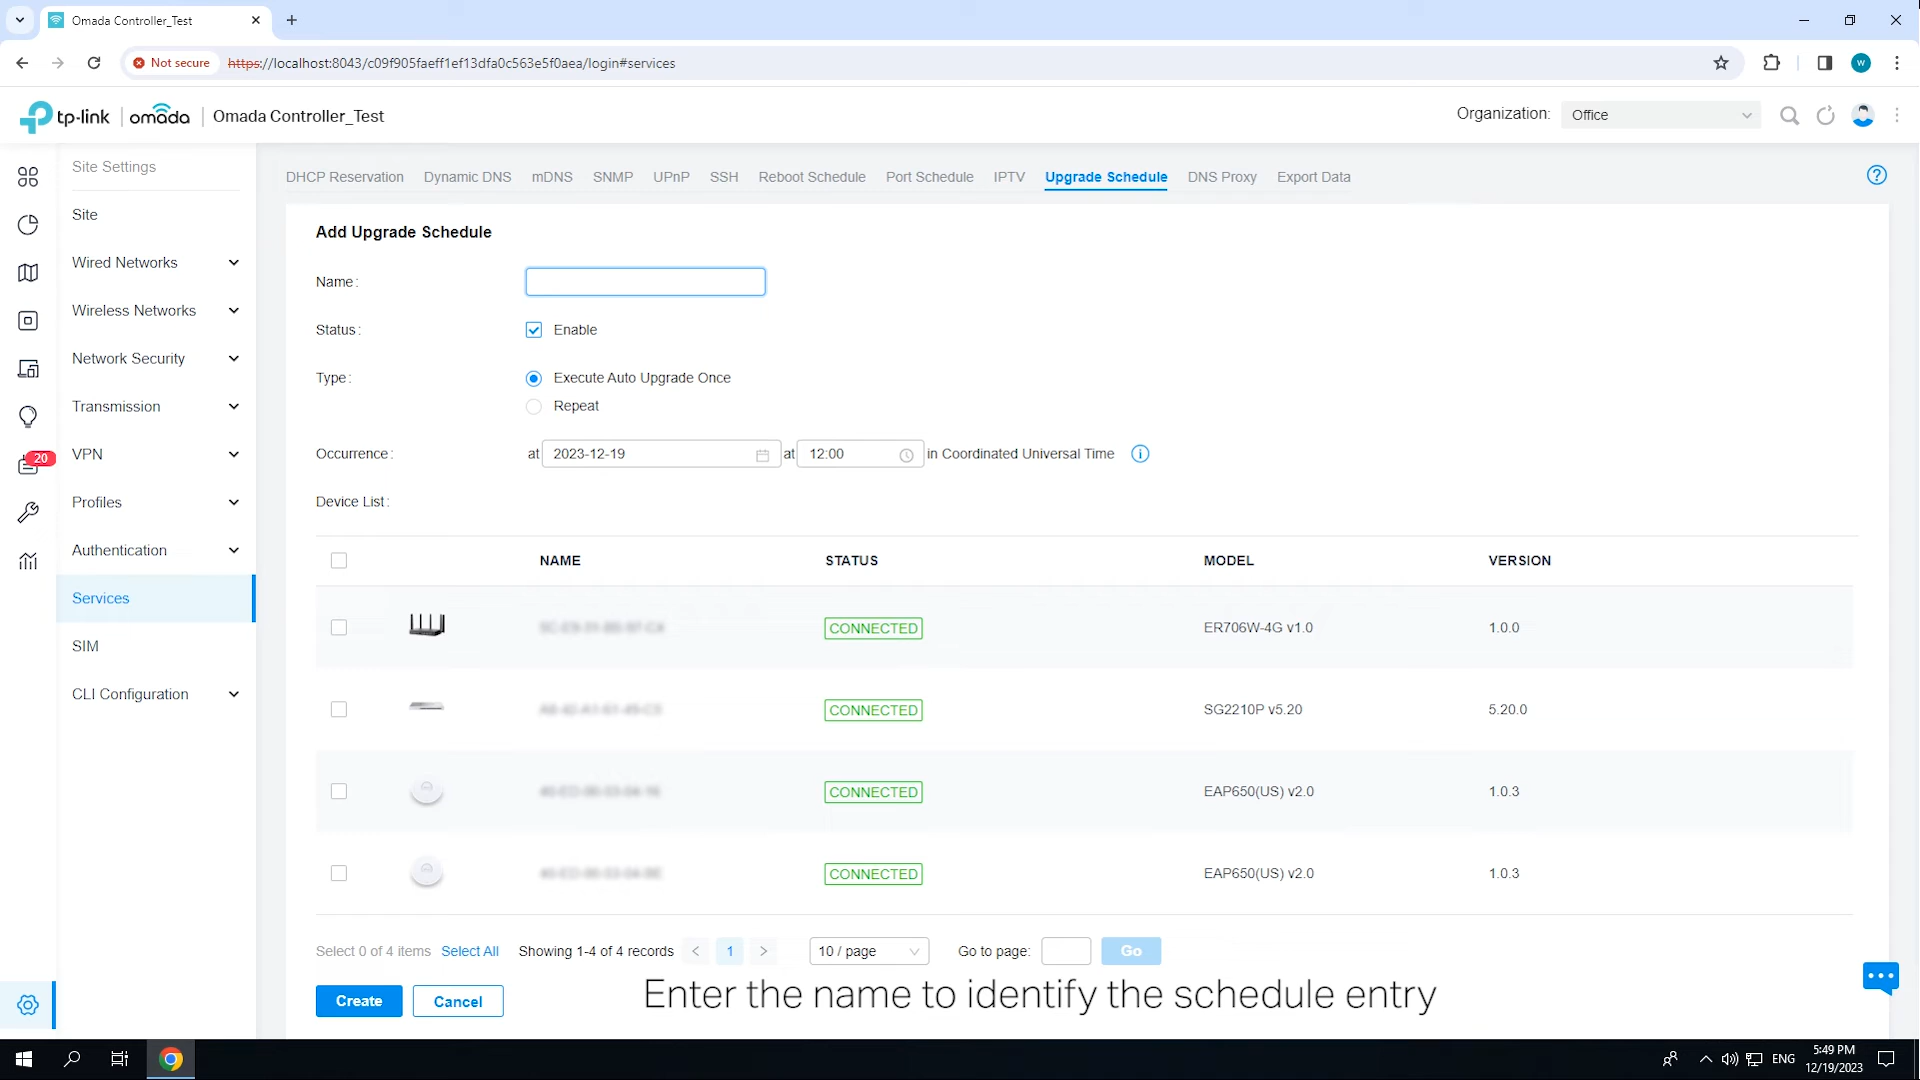 Omada Controller_Test
Not secure https://localhost:8043/c09f905faeff1ef13dfa0c563e5f0aea/login#services
W
tp-link omada Omada Controller_Test
Organization: Office
Site Settings
DHCP Reservation Dynamic DNS mDNS SNMP UPnP SSH Reboot Schedule Port Schedule IPTV Upgrade Schedule DNS Proxy Export Data
Site
Wired Networks
Wireless Networks
Network Security
Transmission
20
VPN
Profiles
Authentication
Services
SIM
CLI Configuration
Add Upgrade Schedule
Name:
Status: Enable
Type: Execute Auto Upgrade Once
Repeat
Occurrence: at 2023-12-19 at 12:00 in Coordinated Universal Time
Device List:
NAME STATUS MODEL VERSION
CONNECTED ER706W-4G v1.0 1.0.0
CONNECTED SG2210P v5.20 5.20.0
CONNECTED EAP650(US) v2.0 1.0.3
CONNECTED EAP650(US) v2.0 1.0.3
Select 0 of 4 items Select All Showing 1-4 of 4 records < 1 > 10 / page Go to page: Go
Create Cancel
Enter the name to identify the schedule entry
ENG 5:49 PM
12/19/2023